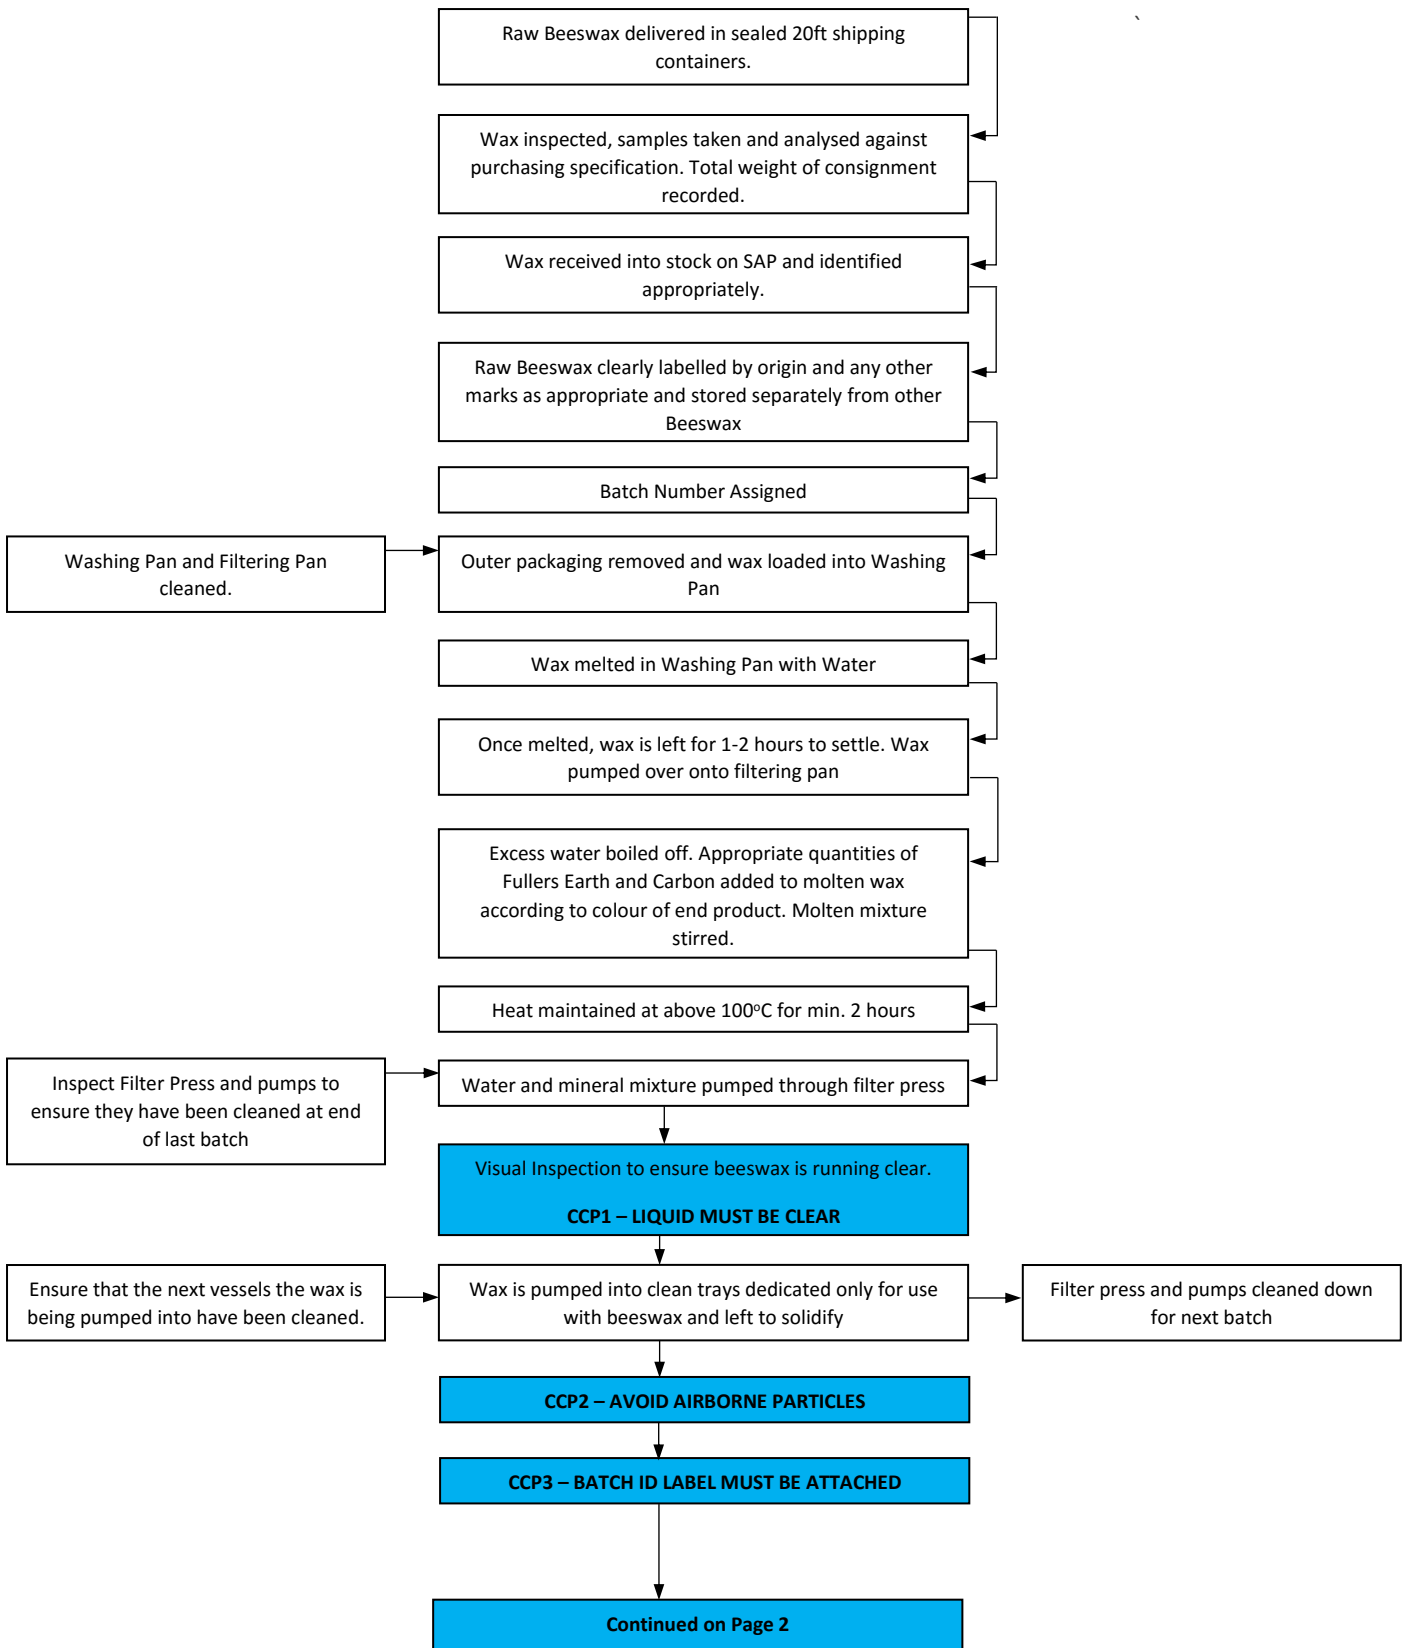 `
Raw Beeswax delivered in sealed 20ft shipping
containers.
Wax inspected, samples taken and analysed against
purchasing specification. Total weight of consignment
recorded.
Wax received into stock on SAP and identified
appropriately.
Raw Beeswax clearly labelled by origin and any other
marks as appropriate and stored separately from other
Beeswax
Batch Number Assigned
Washing Pan and Filtering Pan
cleaned.
Outer packaging removed and wax loaded into Washing
Pan
Wax melted in Washing Pan with Water
Once melted, wax is left for 1-2 hours to settle. Wax
pumped over onto filtering pan
Excess water boiled off. Appropriate quantities of
Fullers Earth and Carbon added to molten wax
according to colour of end product. Molten mixture
stirred.
Heat maintained at above 100°C for min. 2 hours
Inspect Filter Press and pumps to
ensure they have been cleaned at end
of last batch
Water and mineral mixture pumped through filter press
Visual Inspection to ensure beeswax is running clear.
CCP1 – LIQUID MUST BE CLEAR
Ensure that the next vessels the wax is
being pumped into have been cleaned.
Wax is pumped into clean trays dedicated only for use
with beeswax and left to solidify
Filter press and pumps cleaned down
for next batch
CCP2 – AVOID AIRBORNE PARTICLES
CCP3 – BATCH ID LABEL MUST BE ATTACHED
Continued on Page 2